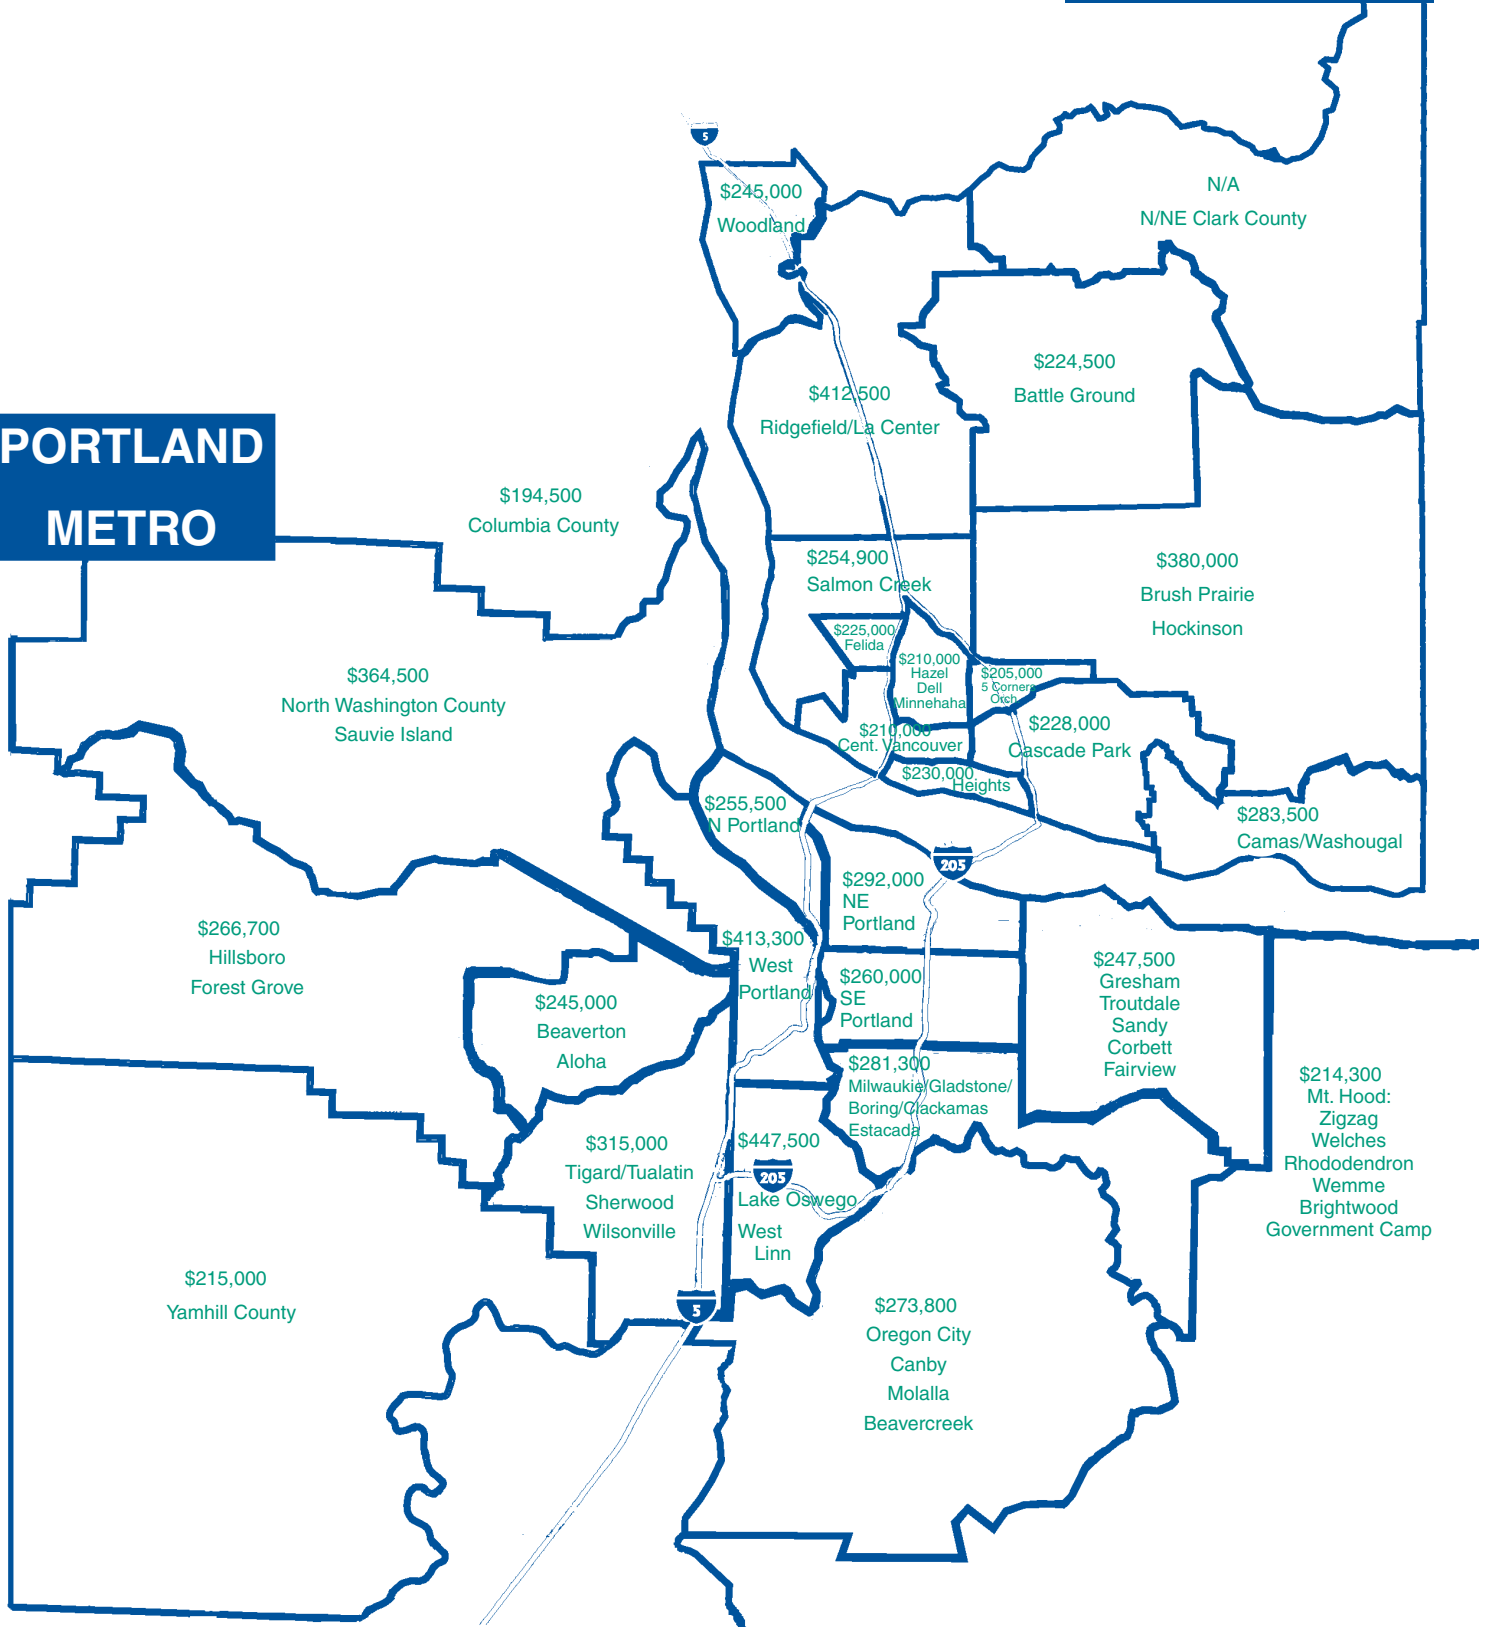 5
$245,000
Woodland
N/A
N/NE Clark County
$224,500
Battle Ground
$412,500
Ridgefield/La Center
PORTLAND
METRO
$194,500
Columbia County
$254,900
Salmon Creek
$380,000
Brush Prairie
Hockinson
$225,000
Felida
$210,000
Hazel
Dell
Minnehaha
$205,000
5 Corners
Orch
$364,500
North Washington County
Sauvie Island
$210,000
Cent. Vancouver
$228,000
Cascade Park
$230,000
Heights
$255,500
N Portland
$283,500
Camas/Washougal
205
$292,000
NE
Portland
$266,700
Hillsboro
Forest Grove
$413,300
West
Portland
$260,000
SE
Portland
$247,500
Gresham
Troutdale
Sandy
Corbett
Fairview
$245,000
Beaverton
Aloha
$281,300
Milwaukie/Gladstone/
Boring/Clackamas
Estacada
$214,300
Mt. Hood:
Zigzag
Welches
Rhododendron
Wemme
Brightwood
Government Camp
$315,000
Tigard/Tualatin
Sherwood
Wilsonville
$447,500
205
Lake Oswego
West
Linn
$215,000
Yamhill County
5
$273,800
Oregon City
Canby
Molalla
Beavercreek